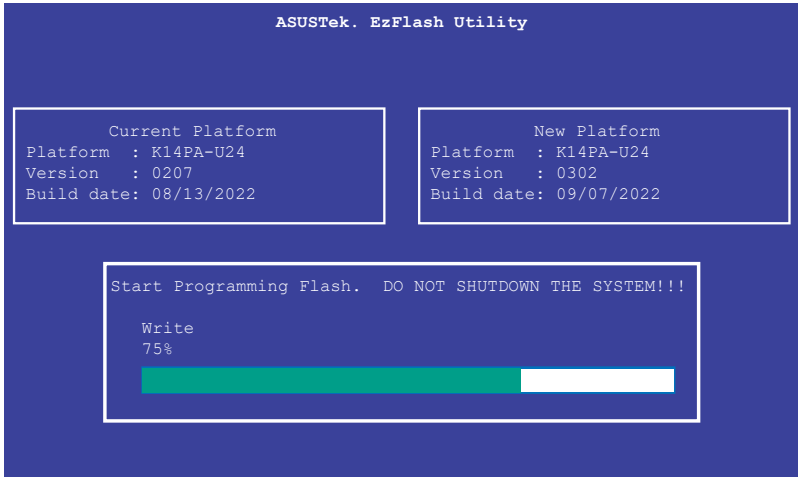 ASUSTek. EzFlash Utility
Current Platform
Platform : K14PA-U24
Version : 0207
Build date: 08/13/2022
New Platform
Platform : K14PA-U24
Version : 0302
Build date: 09/07/2022
Start Programming Flash. DO NOT SHUTDOWN THE SYSTEM!!!
Write
75%